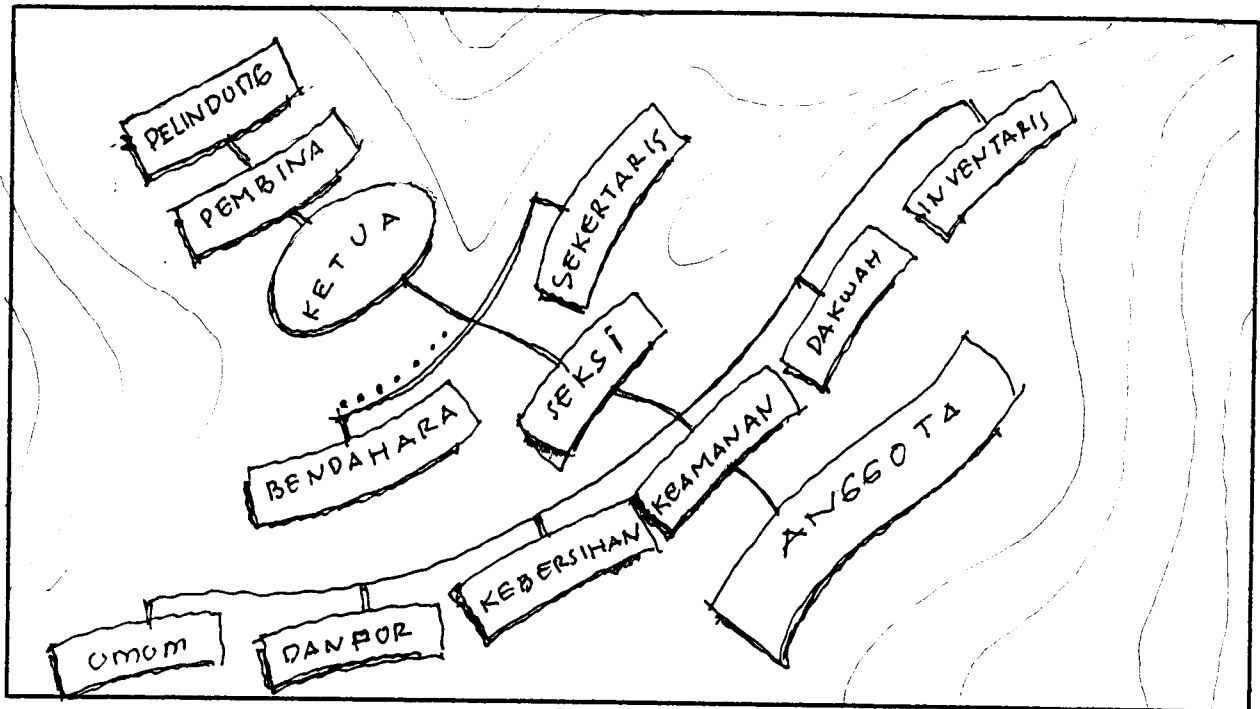 PELINDUNG
PEMBINA
KETUA
SEKERTARIS
BENDAHARA
SEKSI
INVENTARIS
DAKWAH
KEAMANAN
KEBERSIHAN
DANPOR
UMUM
ANGGOTA